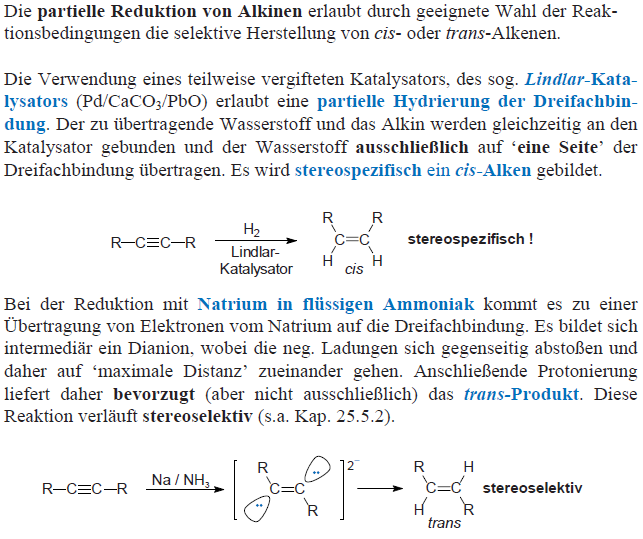 Die partielle Reduktion von Alkinen erlaubt durch geeignete Wahl der Reak-
tionsbedingungen die selektive Herstellung von cis- oder trans-Alkenen.
Die Verwendung eines teilweise vergifteten Katalysators, des sog. Lindlar-Kata-
lysators (Pd/CaCO₃/PbO) erlaubt eine partielle Hydrierung der Dreifachbin-
dung. Der zu übertragende Wasserstoff und das Alkin werden gleichzeitig an den
Katalysator gebunden und der Wasserstoff ausschließlich auf ‘eine Seite’ der
Dreifachbindung übertragen. Es wird stereospezifisch ein cis-Alken gebildet.
R–C≡C–R
H₂
Lindlar-
Katalysator
R R
C=C
H H
cis
stereospezifisch !
Bei der Reduktion mit Natrium in flüssigen Ammoniak kommt es zu einer
Übertragung von Elektronen vom Natrium auf die Dreifachbindung. Es bildet sich
intermediär ein Dianion, wobei die neg. Ladungen sich gegenseitig abstoßen und
daher auf ‘maximale Distanz’ zueinander gehen. Anschließende Protonierung
liefert daher bevorzugt (aber nicht ausschließlich) das trans-Produkt. Diese
Reaktion verläuft stereoselektiv (s.a. Kap. 25.5.2).
R–C≡C–R
Na / NH₃
R
C=C
R
2⁻
R H
C=C
H R
trans
stereoselektiv